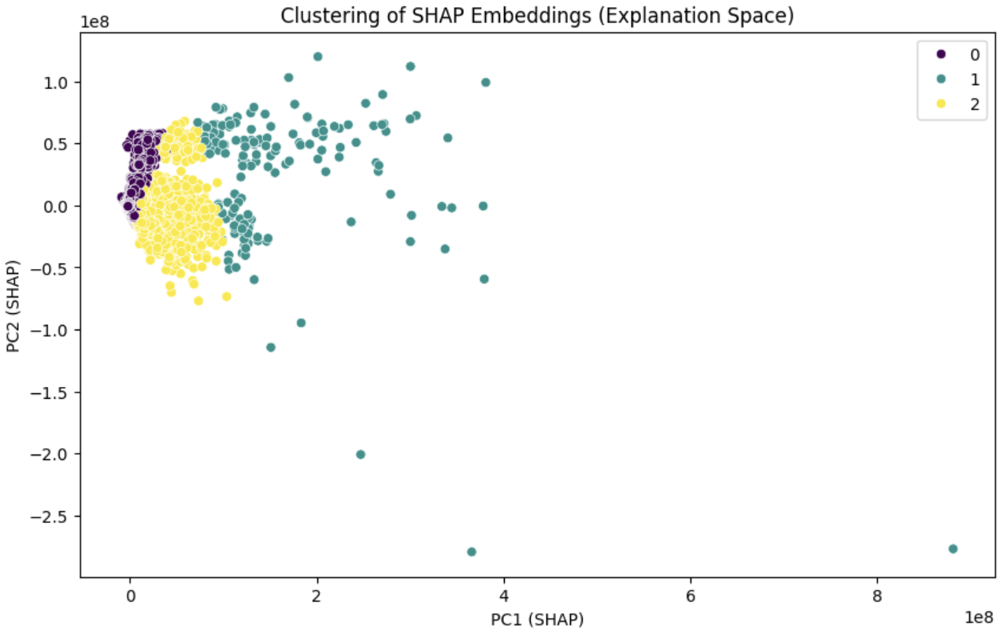 Clustering of SHAP Embeddings (Explanation Space)
1e8
0
1
2
1.0
0.5
0.0
−0.5
−1.0
−1.5
−2.0
−2.5
PC2 (SHAP)
0 2 4 6 8
PC1 (SHAP)
1e8